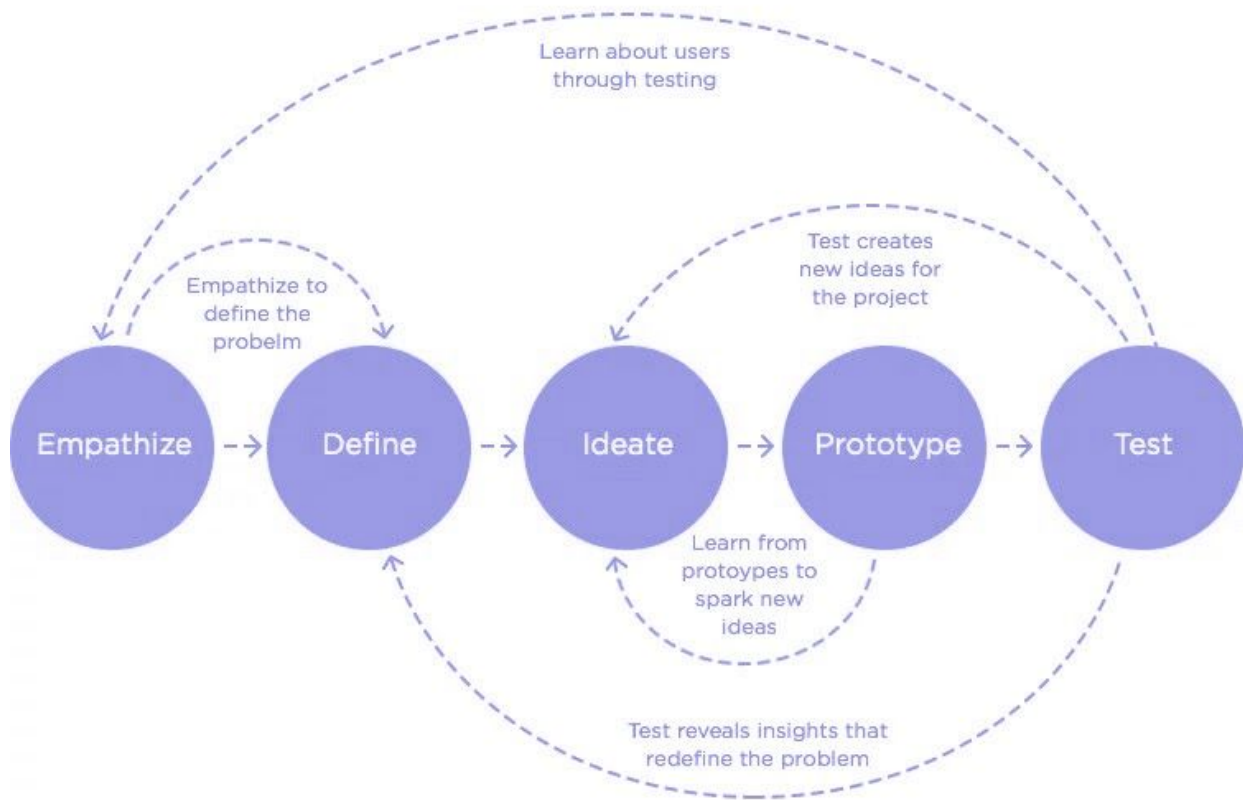 Learn about users
through testing
Test creates
new ideas for
the project
Empathize to
define the
probelm
Empathize
Define
Ideate
Prototype
Test
Learn from
protoypes to
spark new
ideas
Test reveals insights that
redefine the problem